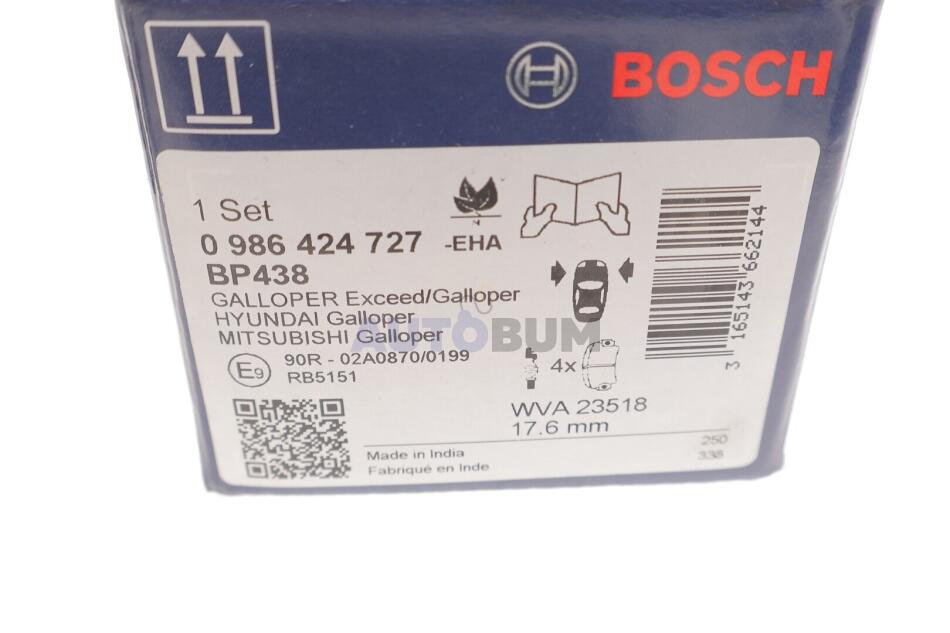 BOSCH
1 Set
0 986 424 727 -EHA
BP438
GALLOPER Exceed/Galloper
HYUNDAI Galloper
MITSUBISHI Galloper
AUTOBUM
E9 90R - 02A0870/0199
RB5151
4x
WVA 23518
17.6 mm
3 165143 662144
Made in India
Fabriqué en Inde
250
338